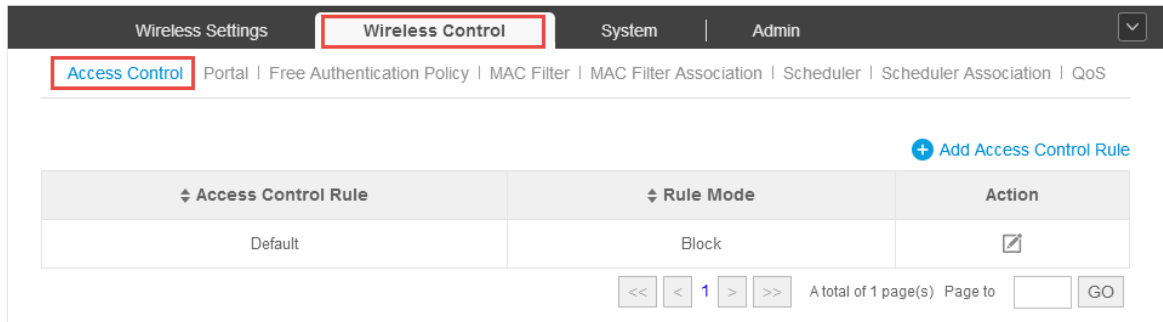 Wireless Settings Wireless Control System | Admin
Access Control Portal | Free Authentication Policy | MAC Filter | MAC Filter Association | Scheduler | Scheduler Association | QoS
Add Access Control Rule
Access Control Rule Rule Mode Action
Default Block
<< < 1 > >> A total of 1 page(s) Page to GO